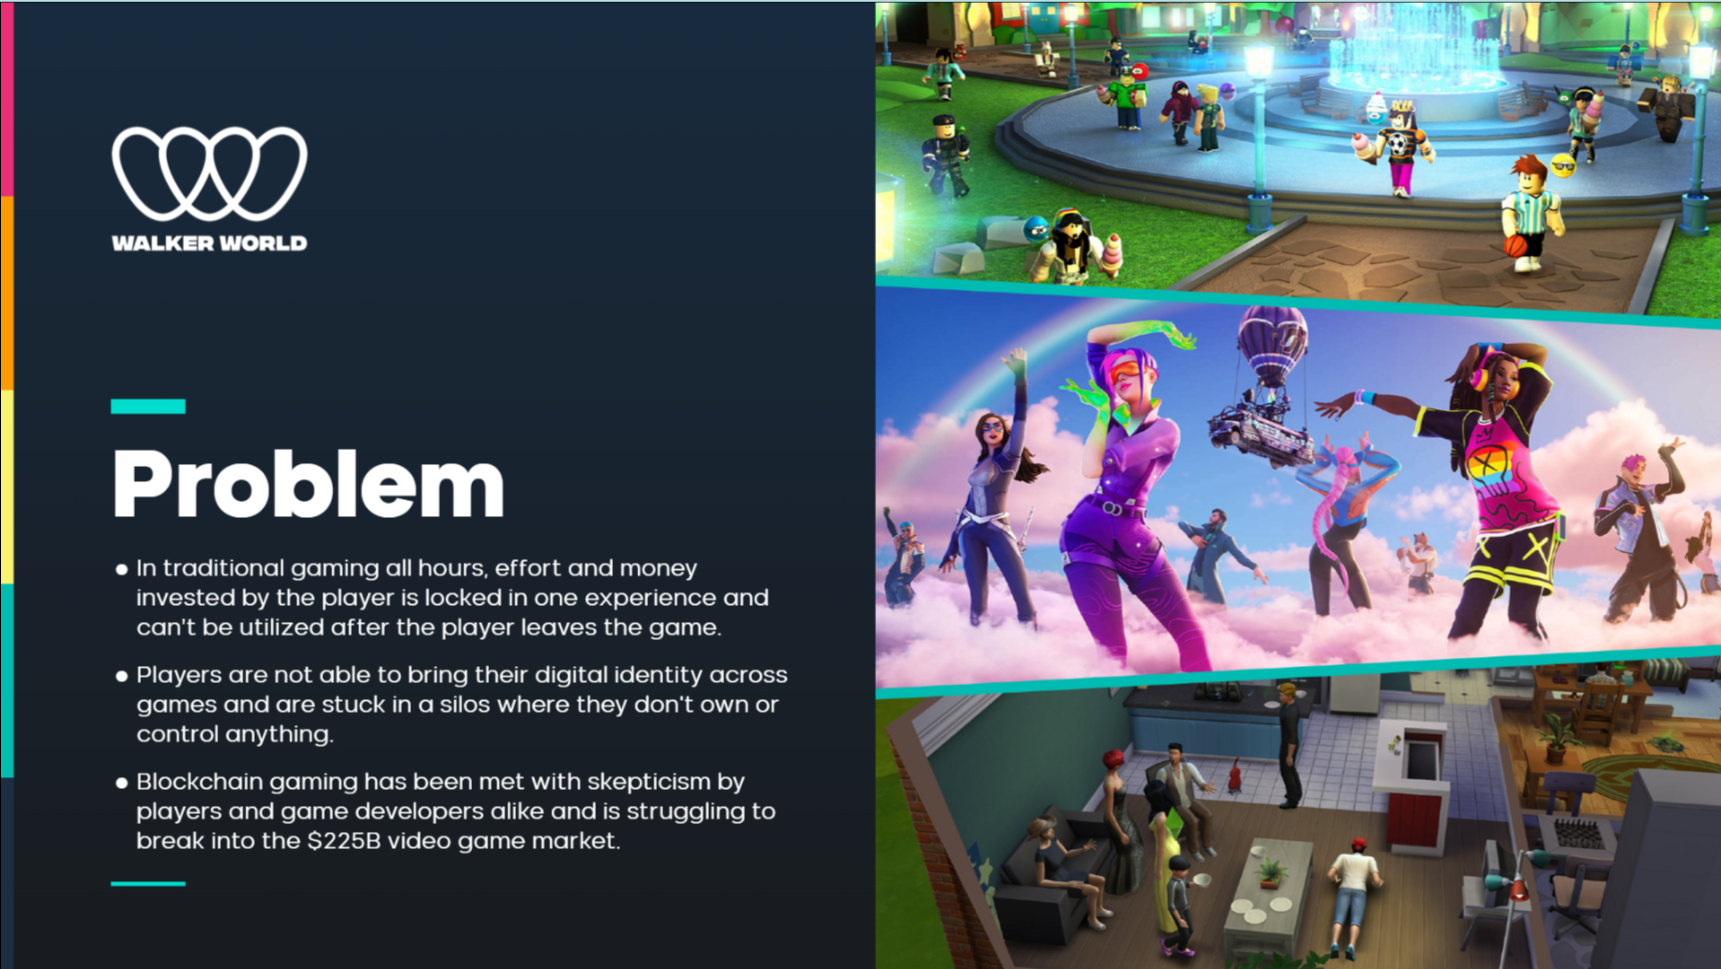 WALKER WORLD
Problem
• In traditional gaming all hours, effort and money
invested by the player is locked in one experience and
can't be utilized after the player leaves the game.
• Players are not able to bring their digital identity across
games and are stuck in a silos where they don't own or
control anything.
• Blockchain gaming has been met with skepticism by
players and game developers alike and is struggling to
break into the $225B video game market.